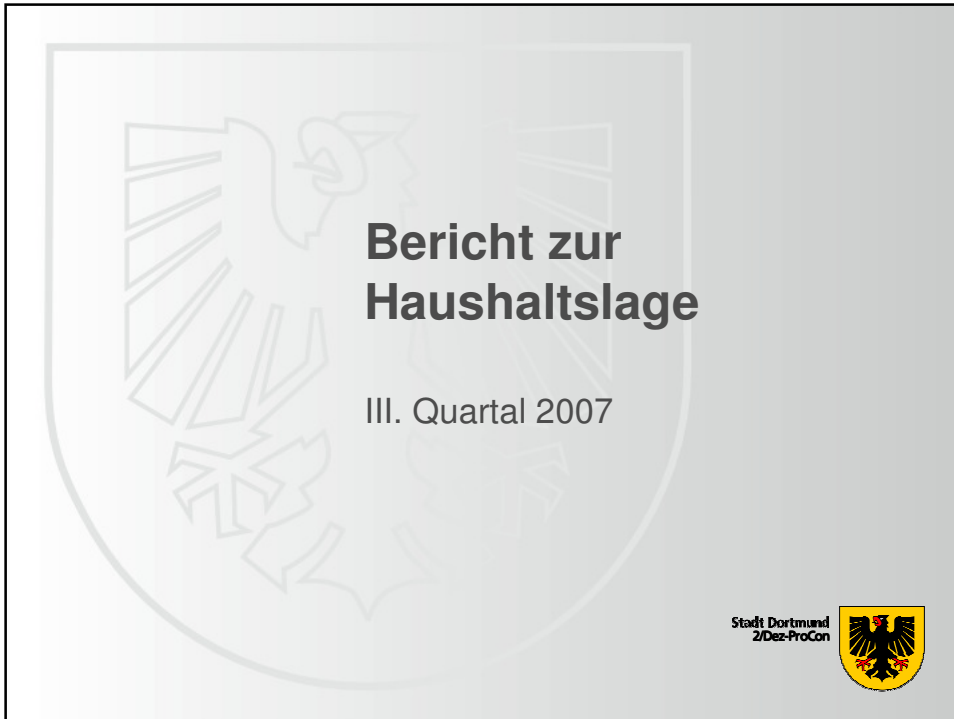 Bericht zur
Haushaltslage
III. Quartal 2007
Stadt Dortmund
2/Dez-ProCon